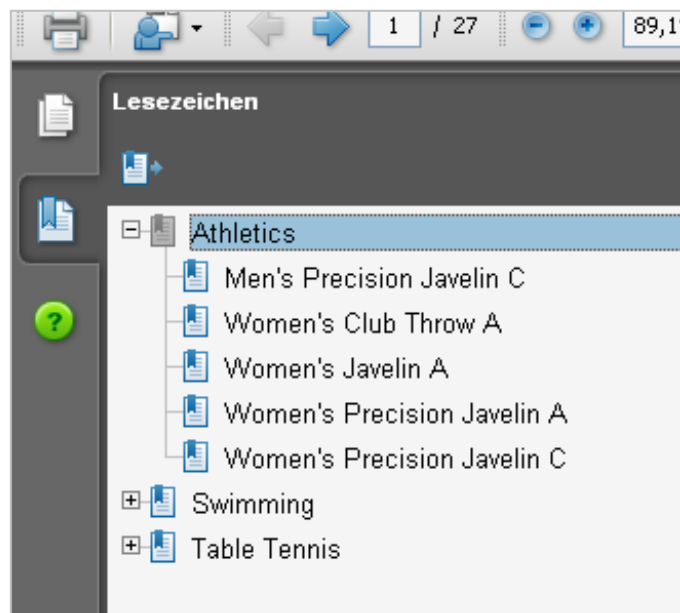 1 / 27 89,1
Lesezeichen
Athletics
Men's Precision Javelin C
Women's Club Throw A
Women's Javelin A
Women's Precision Javelin A
Women's Precision Javelin C
Swimming
Table Tennis